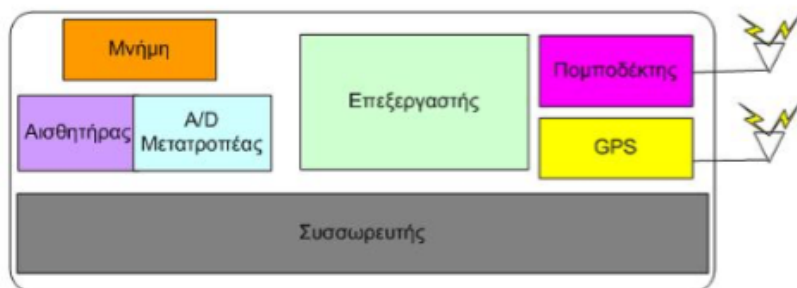 Μνήμη
Πομποδέκτης
Επεξεργαστής
Αισθητήρας
A/D
Μετατροπέας
GPS
Συσσωρευτής